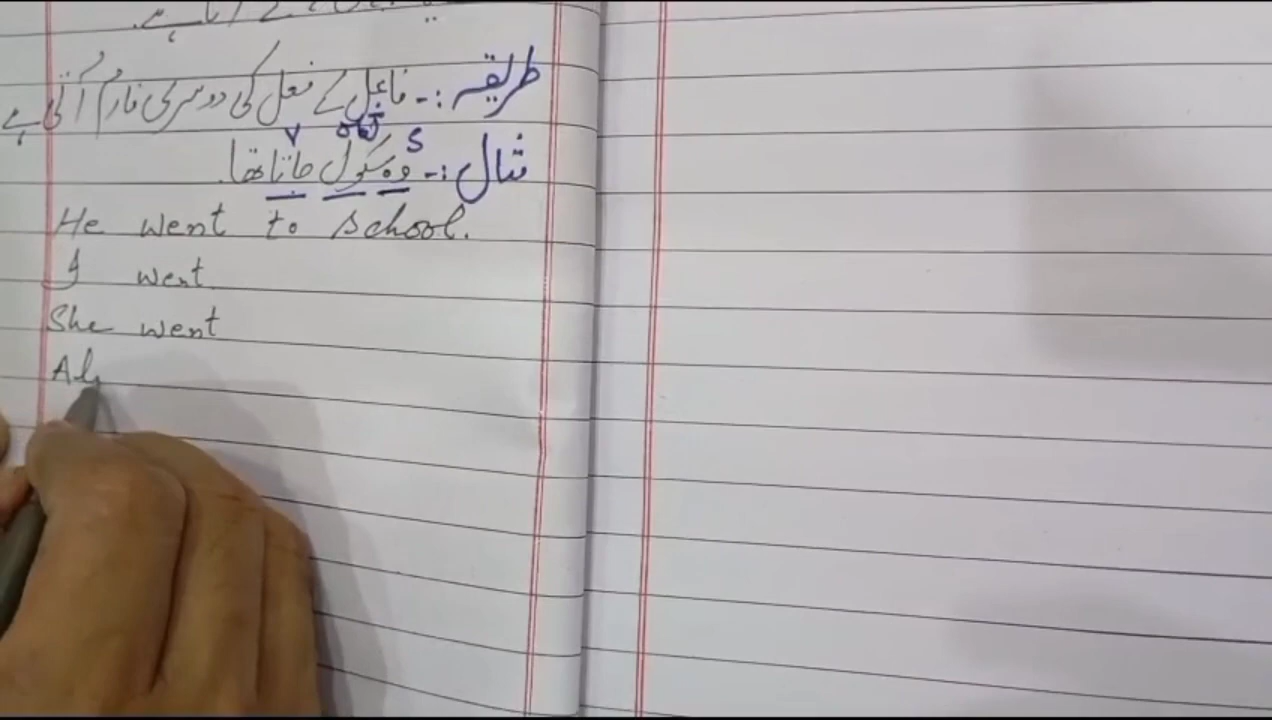 طریقہ :- فاعل کے فعل کی دوسری فارم آتی ہے
S obj V
مثال :- وہ سکول جاتا تھا۔
He went to school.
I went
She went
Al